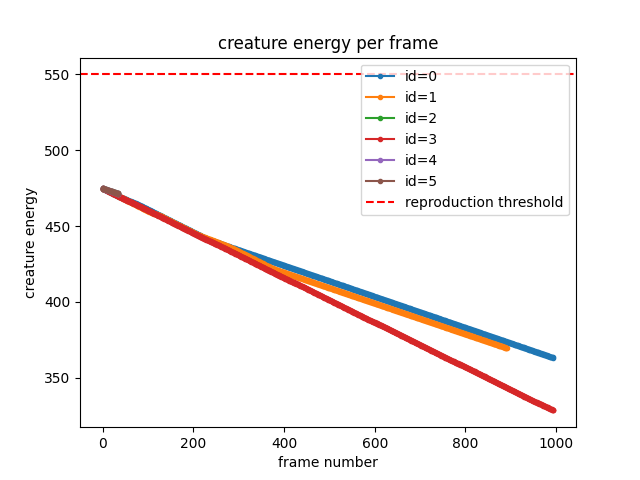 creature energy per frame
550
500
450
400
350
creature energy
id=0
id=1
id=2
id=3
id=4
id=5
reproduction threshold
0 200 400 600 800 1000
frame number